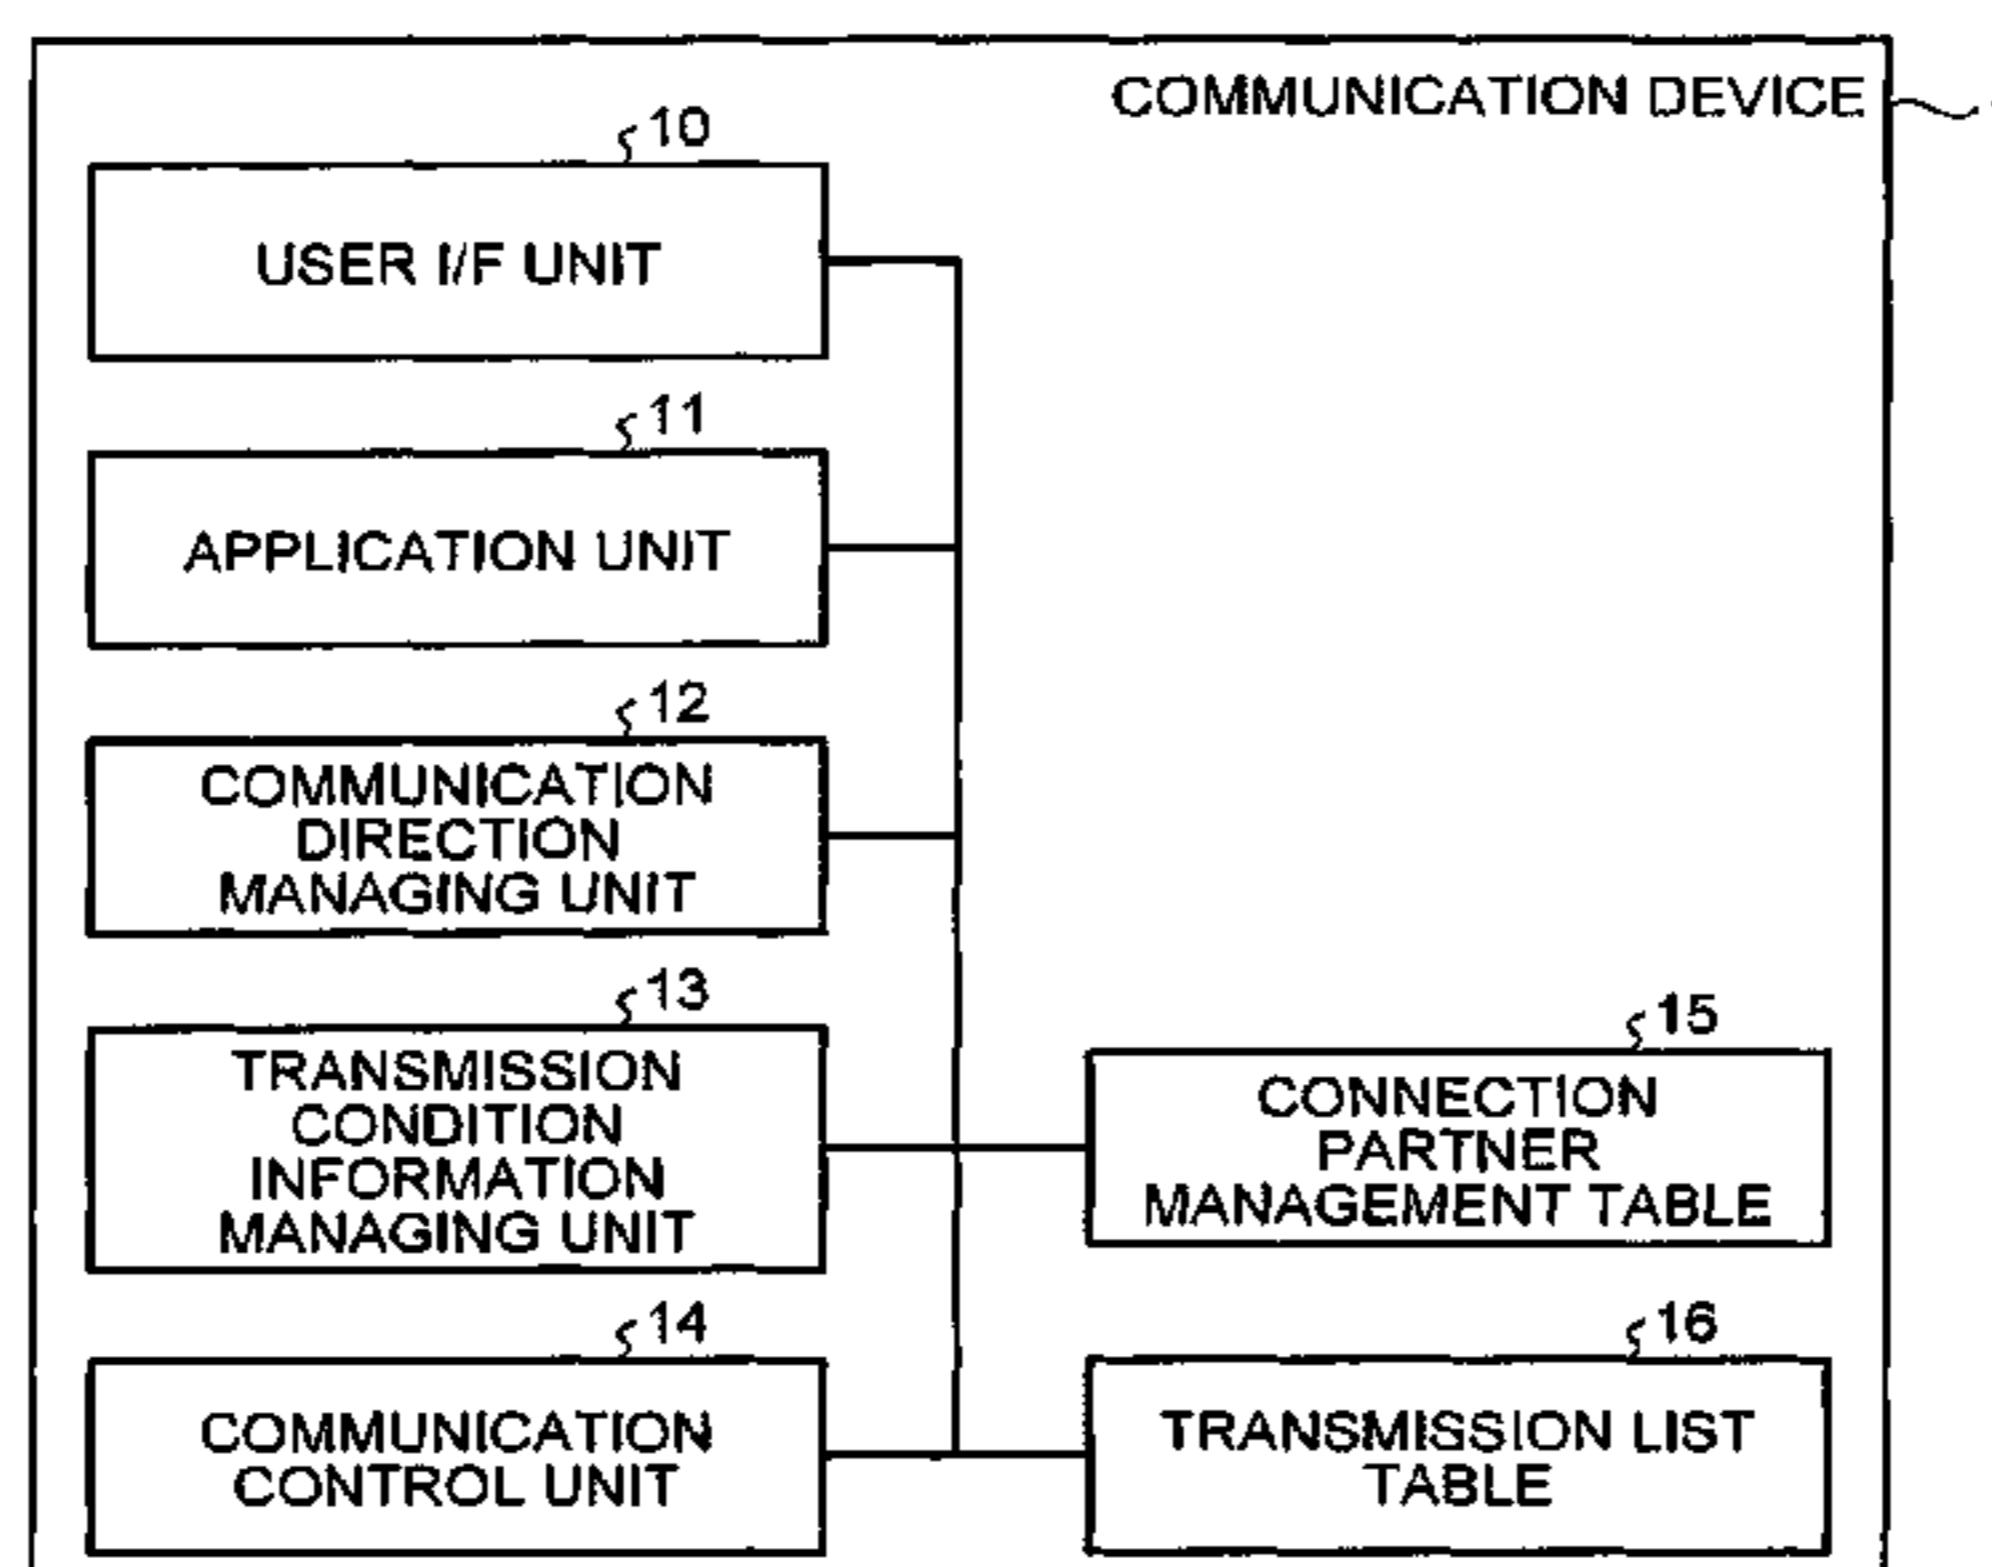 COMMUNICATION DEVICE
10
USER I/F UNIT
11
APPLICATION UNIT
12
COMMUNICATION
DIRECTION
MANAGING UNIT
13
TRANSMISSION
CONDITION
INFORMATION
MANAGING UNIT
15
CONNECTION
PARTNER
MANAGEMENT TABLE
14
COMMUNICATION
CONTROL UNIT
16
TRANSMISSION LIST
TABLE